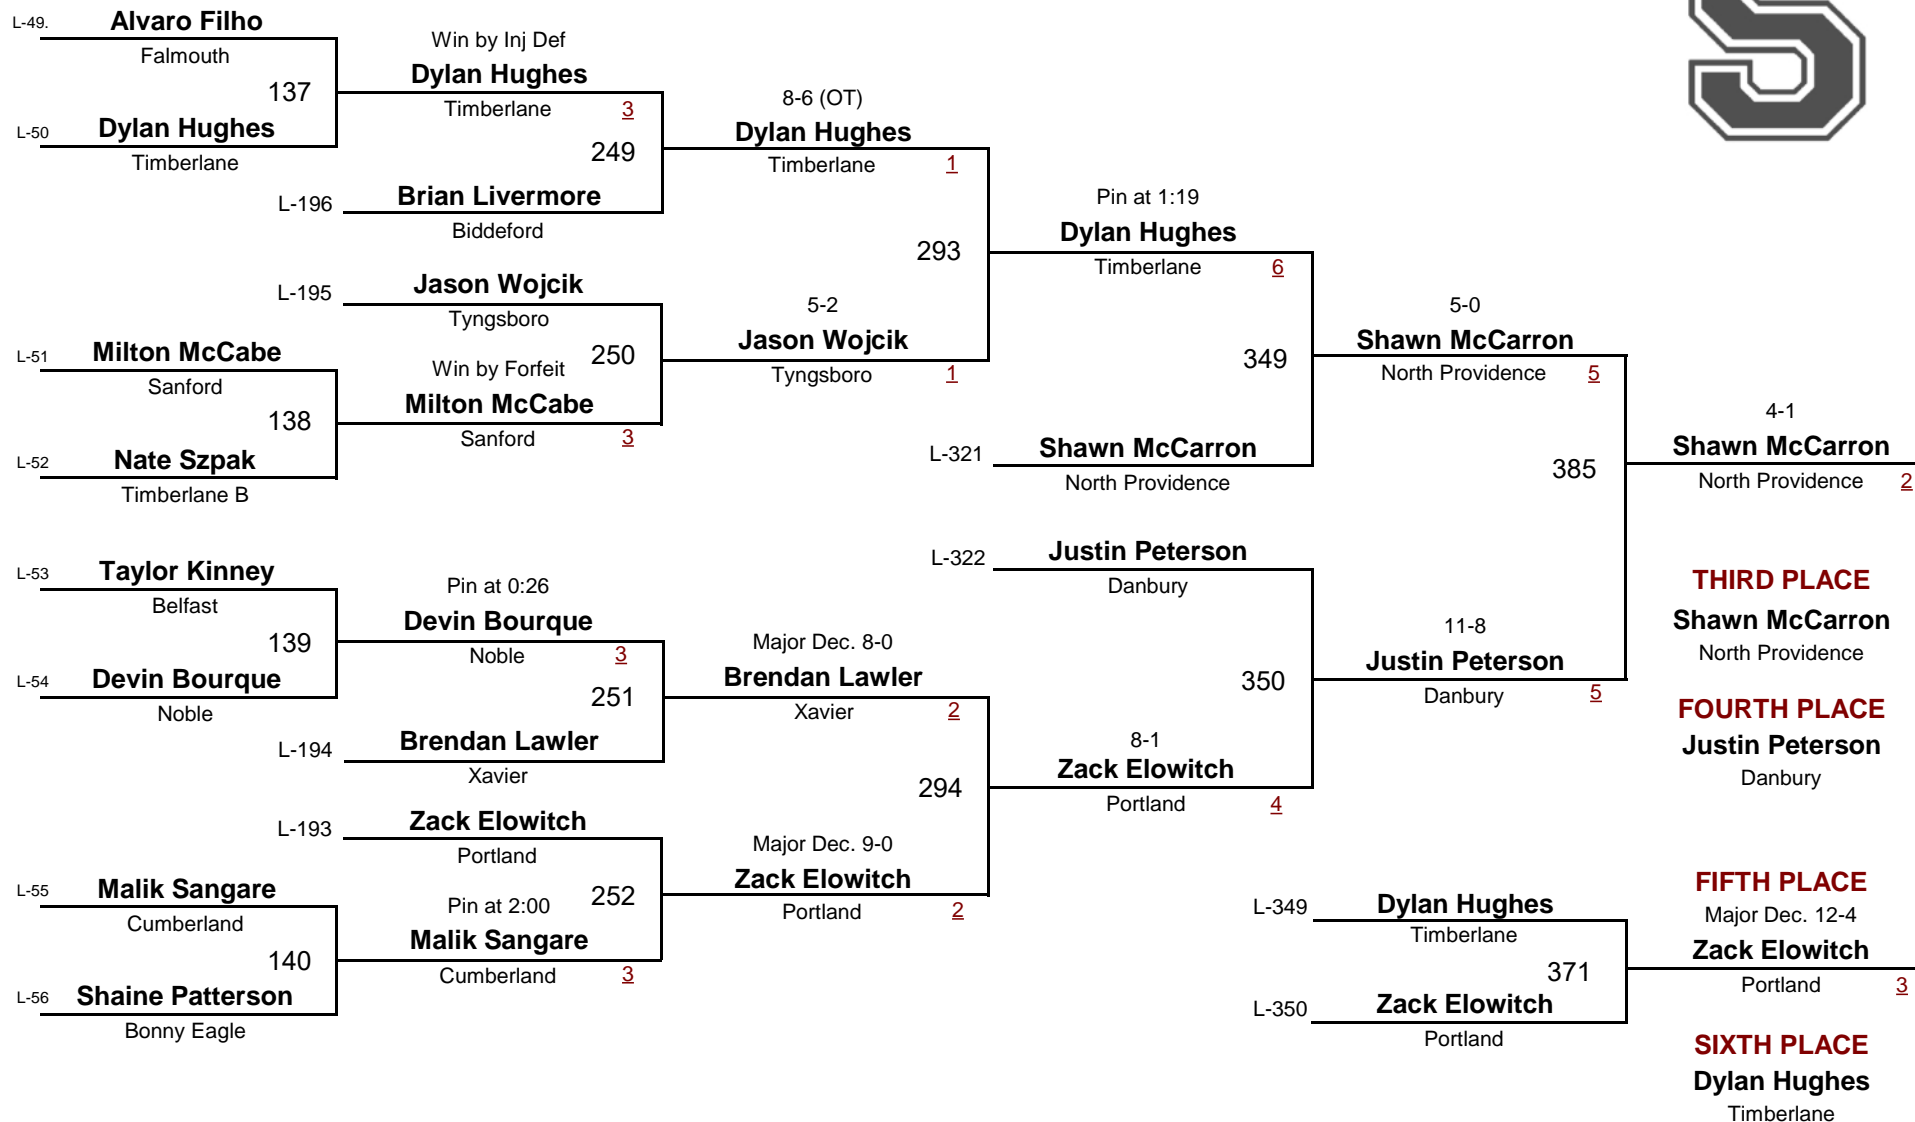 L-49.
Alvaro Filho
Falmouth
137
L-50
Dylan Hughes
Timberlane
Win by Inj Def
Dylan Hughes
Timberlane
3
249
L-196
Brian Livermore
Biddeford
8-6 (OT)
Dylan Hughes
Timberlane
1
293
L-195
Jason Wojcik
Tyngsboro
L-51
Milton McCabe
Sanford
138
L-52
Nate Szpak
Timberlane B
250
Win by Forfeit
Milton McCabe
Sanford
3
5-2
Jason Wojcik
Tyngsboro
1
Pin at 1:19
Dylan Hughes
Timberlane
6
349
L-321
Shawn McCarron
North Providence
5-0
Shawn McCarron
North Providence
5
385
4-1
Shawn McCarron
North Providence
2
L-53
Taylor Kinney
Belfast
139
L-54
Devin Bourque
Noble
Pin at 0:26
Devin Bourque
Noble
3
251
L-194
Brendan Lawler
Xavier
Major Dec. 8-0
Brendan Lawler
Xavier
2
294
L-193
Zack Elowitch
Portland
L-55
Malik Sangare
Cumberland
140
L-56
Shaine Patterson
Bonny Eagle
252
Pin at 2:00
Malik Sangare
Cumberland
3
Major Dec. 9-0
Zack Elowitch
Portland
2
L-322
Justin Peterson
Danbury
350
8-1
Zack Elowitch
Portland
4
11-8
Justin Peterson
Danbury
5
THIRD PLACE
Shawn McCarron
North Providence
FOURTH PLACE
Justin Peterson
Danbury
L-349
Dylan Hughes
Timberlane
371
L-350
Zack Elowitch
Portland
FIFTH PLACE
Major Dec. 12-4
Zack Elowitch
Portland
3
SIXTH PLACE
Dylan Hughes
Timberlane